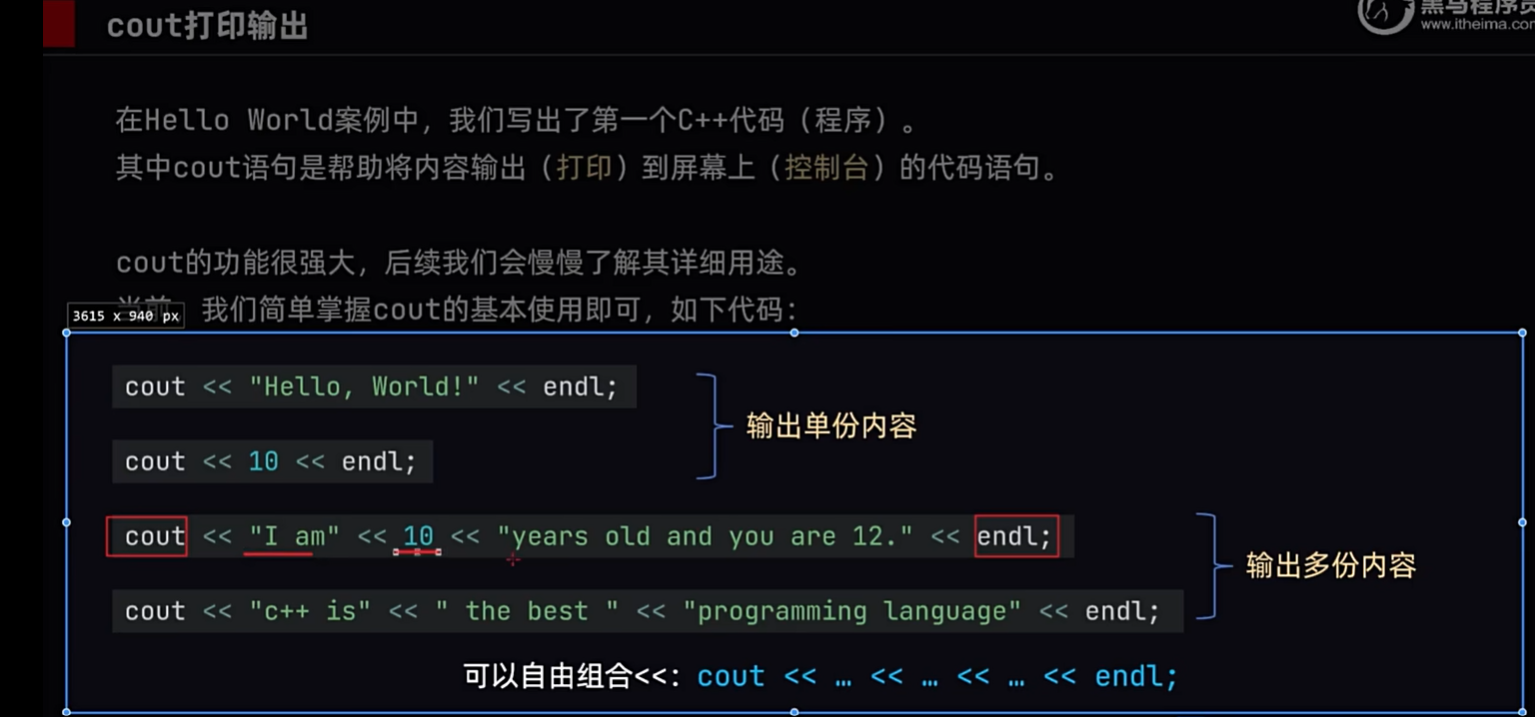 cout打印输出
黑马程序员
www.itheima.com
在Hello World案例中，我们写出了第一个C++代码（程序）。
其中cout语句是帮助将内容输出（打印）到屏幕上（控制台）的代码语句。
cout的功能很强大，后续我们会慢慢了解其详细用途。
当前，我们简单掌握cout的基本使用即可，如下代码：
3615 x 940 px
cout << "Hello, World!" << endl;
输出单份内容
cout << 10 << endl;
cout << "I am" << 10 << "years old and you are 12." << endl;
输出多份内容
cout << "c++ is" << " the best " << "programming language" << endl;
可以自由组合<<: cout << … << … << … << endl;